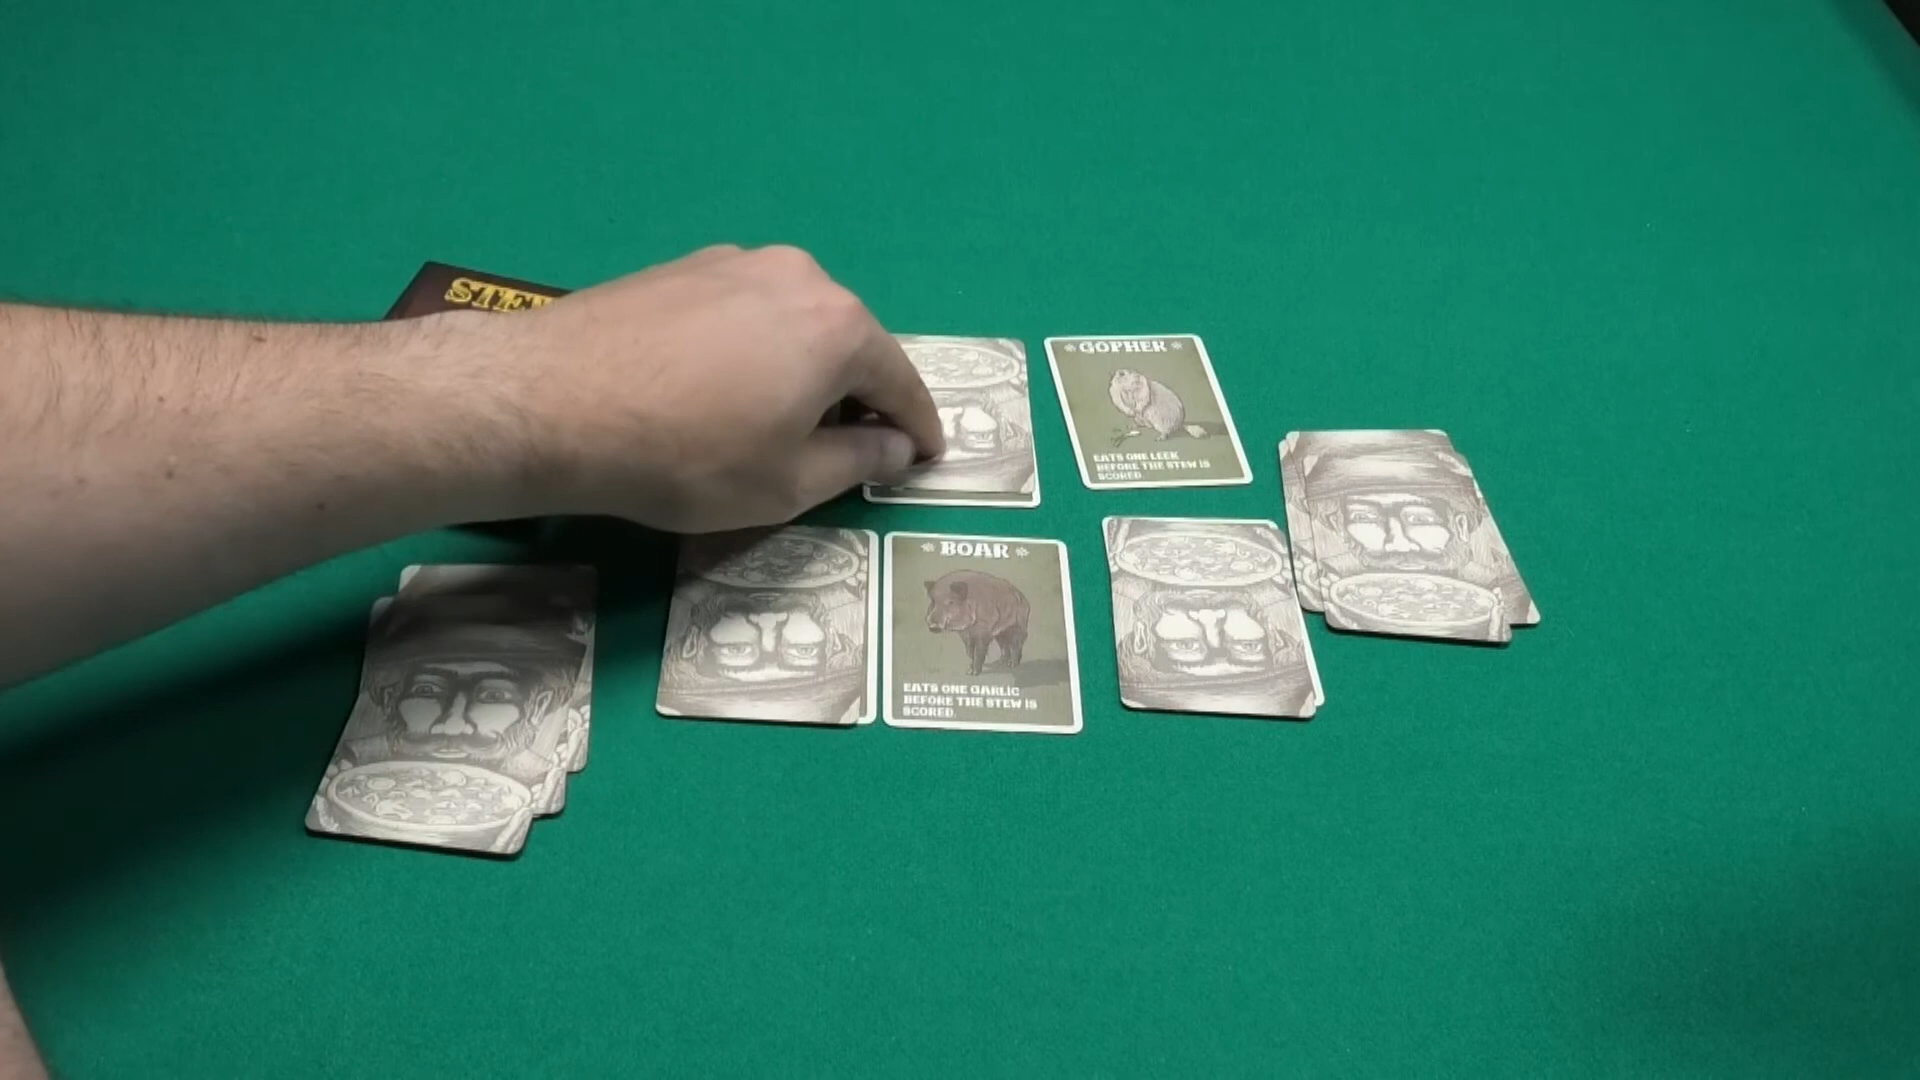 GOPHER
EATS ONE LEEK
BEFORE THE STEW IS
SCORED
BOAR
EATS ONE GARLIC
BEFORE THE STEW IS
SCORED.